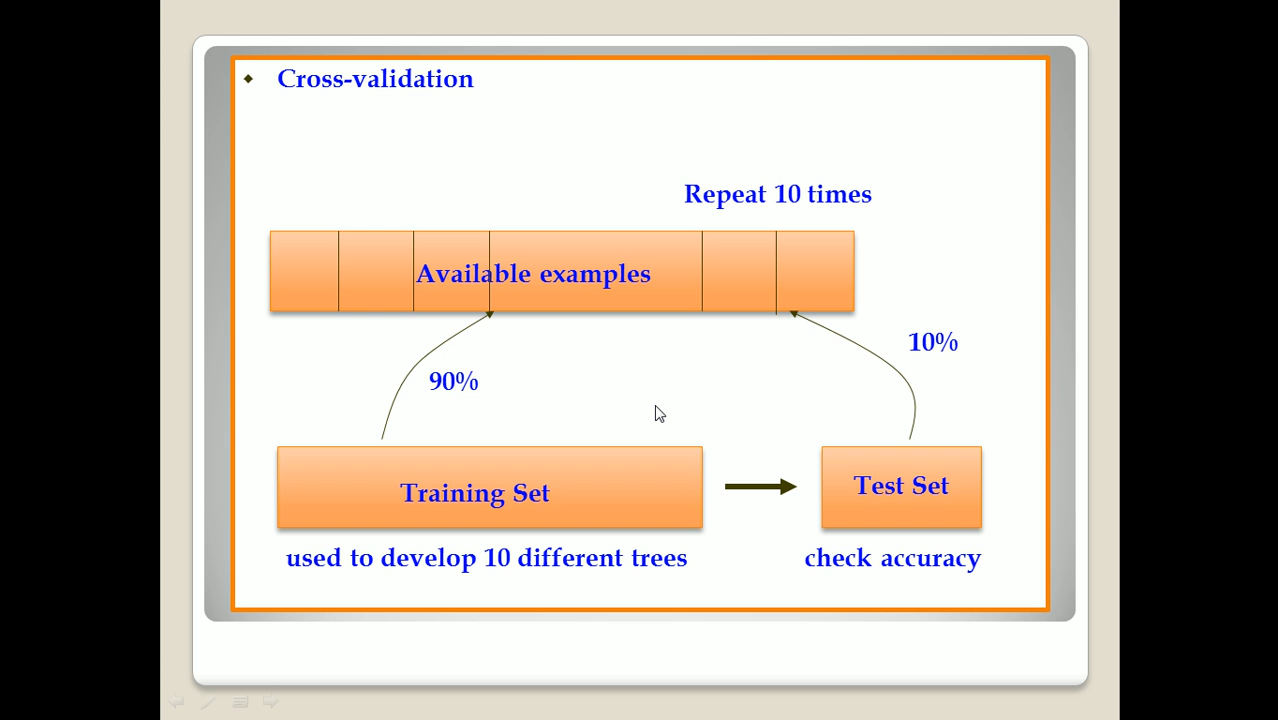 Cross-validation
Repeat 10 times
Available examples
10%
90%
Training Set
Test Set
used to develop 10 different trees
check accuracy